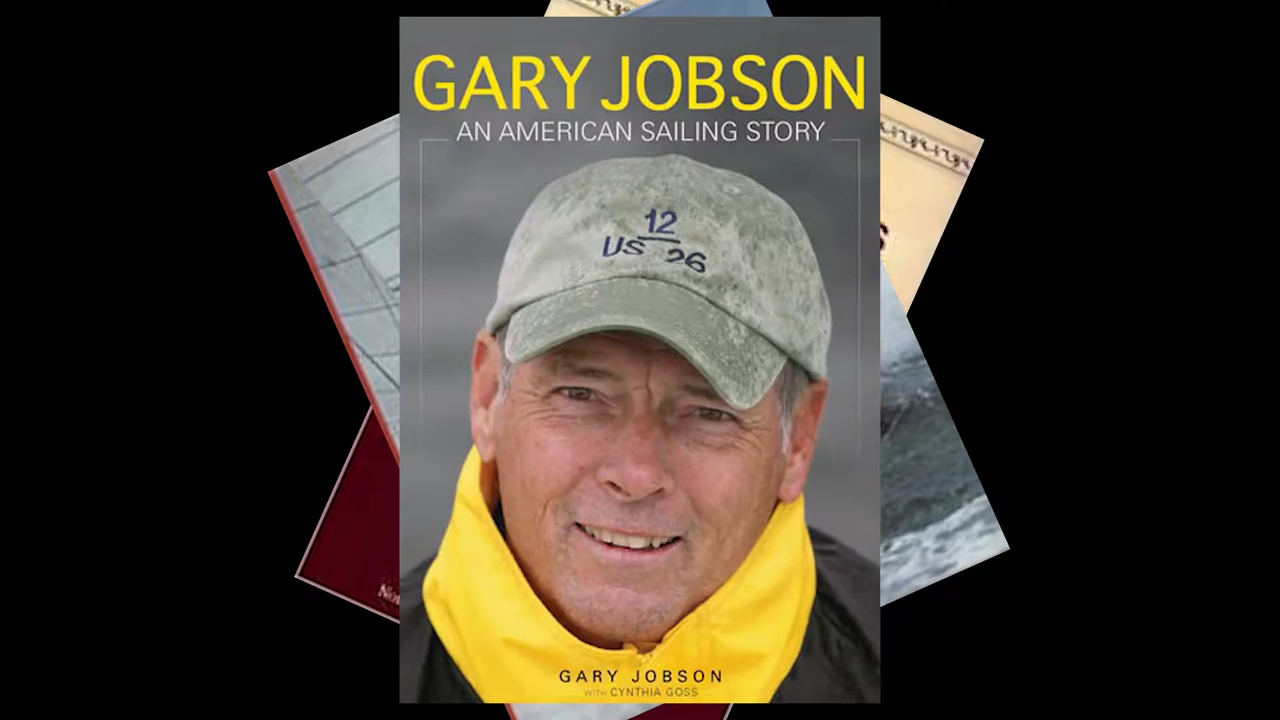 GARY JOBSON
AN AMERICAN SAILING STORY
12
US 26
GARY JOBSON
WITH CYNTHIA GOSS